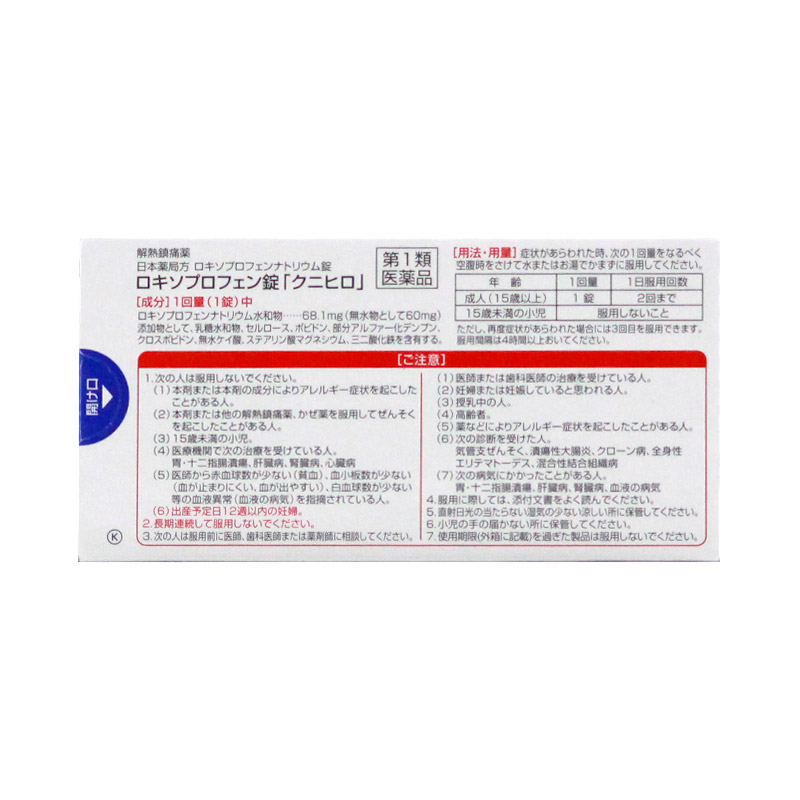 解熱鎮痛薬
日本薬局方 ロキソプロフェンナトリウム錠
ロキソプロフェン錠「クニヒロ」
第1類
医薬品
[成分] 1回量(1錠)中
ロキソプロフェンナトリウム水和物……68.1mg(無水物として60mg)
添加物として、乳糖水和物、セルロース、ポビドン、部分アルファー化デンプン、
クロスポビドン、無水ケイ酸、ステアリン酸マグネシウム、三二酸化鉄を含有する。
[用法・用量] 症状があらわれた時、次の1回量をなるべく
空腹時をさけて水またはお湯でかまずに服用してください。
年齢 1回量 1日服用回数
成人(15歳以上) 1錠 2回まで
15歳未満の小児 服用しないこと
ただし、再度症状があらわれた場合には3回目を服用できます。
服用間隔は4時間以上おいてください。
【ご注意】
1.次の人は服用しないでください。
(1)本剤または本剤の成分によりアレルギー症状を起こした
ことがある人。
(2)本剤または他の解熱鎮痛薬、かぜ薬を服用してぜんそく
を起こしたことがある人。
(3)15歳未満の小児。
(4)医療機関で次の治療を受けている人。
胃・十二指腸潰瘍、肝臓病、腎臓病、心臓病
(5)医師から赤血球数が少ない(貧血)、血小板数が少ない
(血が止まりにくい、血が出やすい)、白血球数が少ない
等の血液異常(血液の病気)を指摘されている人。
(6)出産予定日12週以内の妊婦。
2.長期連続して服用しないでください。
3.次の人は服用前に医師、歯科医師または薬剤師に相談してください。
(1)医師または歯科医師の治療を受けている人。
(2)妊婦または妊娠していると思われる人。
(3)授乳中の人。
(4)高齢者。
(5)薬などによりアレルギー症状を起こしたことがある人。
(6)次の診断を受けた人。
気管支ぜんそく、潰瘍性大腸炎、クローン病、全身性
エリテマトーデス、混合性結合組織病
(7)次の病気にかかったことがある人。
胃・十二指腸潰瘍、肝臓病、腎臓病、血液の病気
4.服用に際しては、添付文書をよく読んでください。
5.直射日光の当たらない湿気の少ない涼しい所に保管してください。
6.小児の手の届かない所に保管してください。
7.使用期限(外箱に記載)を過ぎた製品は服用しないでください。
開け口
K